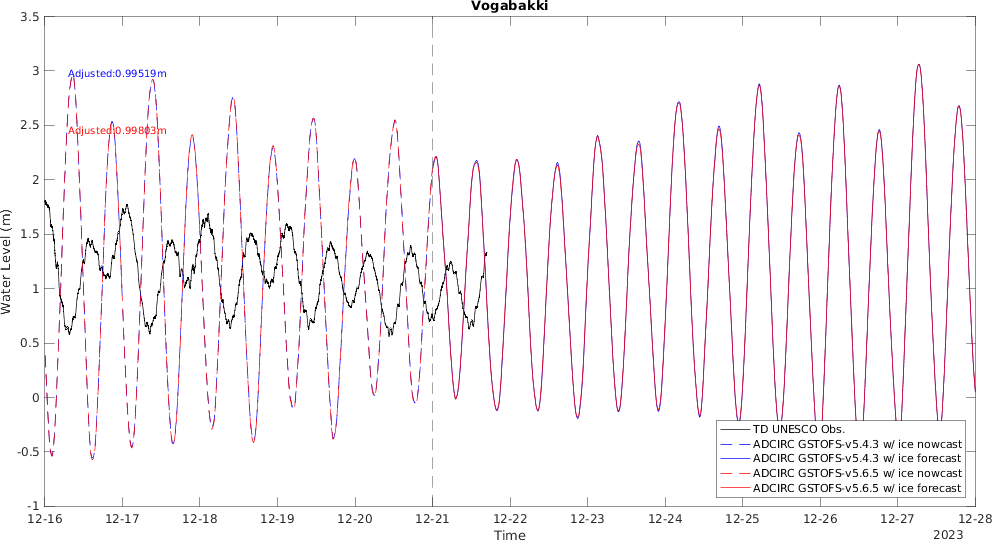 Vogabakki
3.5
3
2.5
2
1.5
1
0.5
0
-0.5
-1
Water Level (m)
Adjusted:0.99519m
Adjusted:0.99803m
TD UNESCO Obs.
ADCIRC GSTOFS-v5.4.3 w/ ice nowcast
ADCIRC GSTOFS-v5.4.3 w/ ice forecast
ADCIRC GSTOFS-v5.6.5 w/ ice nowcast
ADCIRC GSTOFS-v5.6.5 w/ ice forecast
12-16 12-17 12-18 12-19 12-20 12-21 12-22 12-23 12-24 12-25 12-26 12-27 12-28
Time
2023